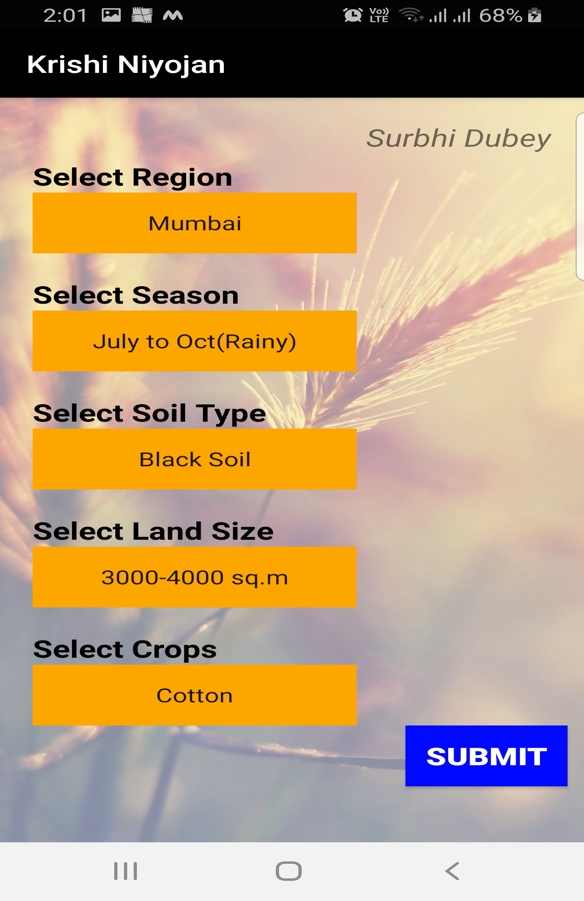 2:01 Vo)) LTE 68%
Krishi Niyojan
Surbhi Dubey
Select Region
Mumbai
Select Season
July to Oct(Rainy)
Select Soil Type
Black Soil
Select Land Size
3000-4000 sq.m
Select Crops
Cotton
SUBMIT